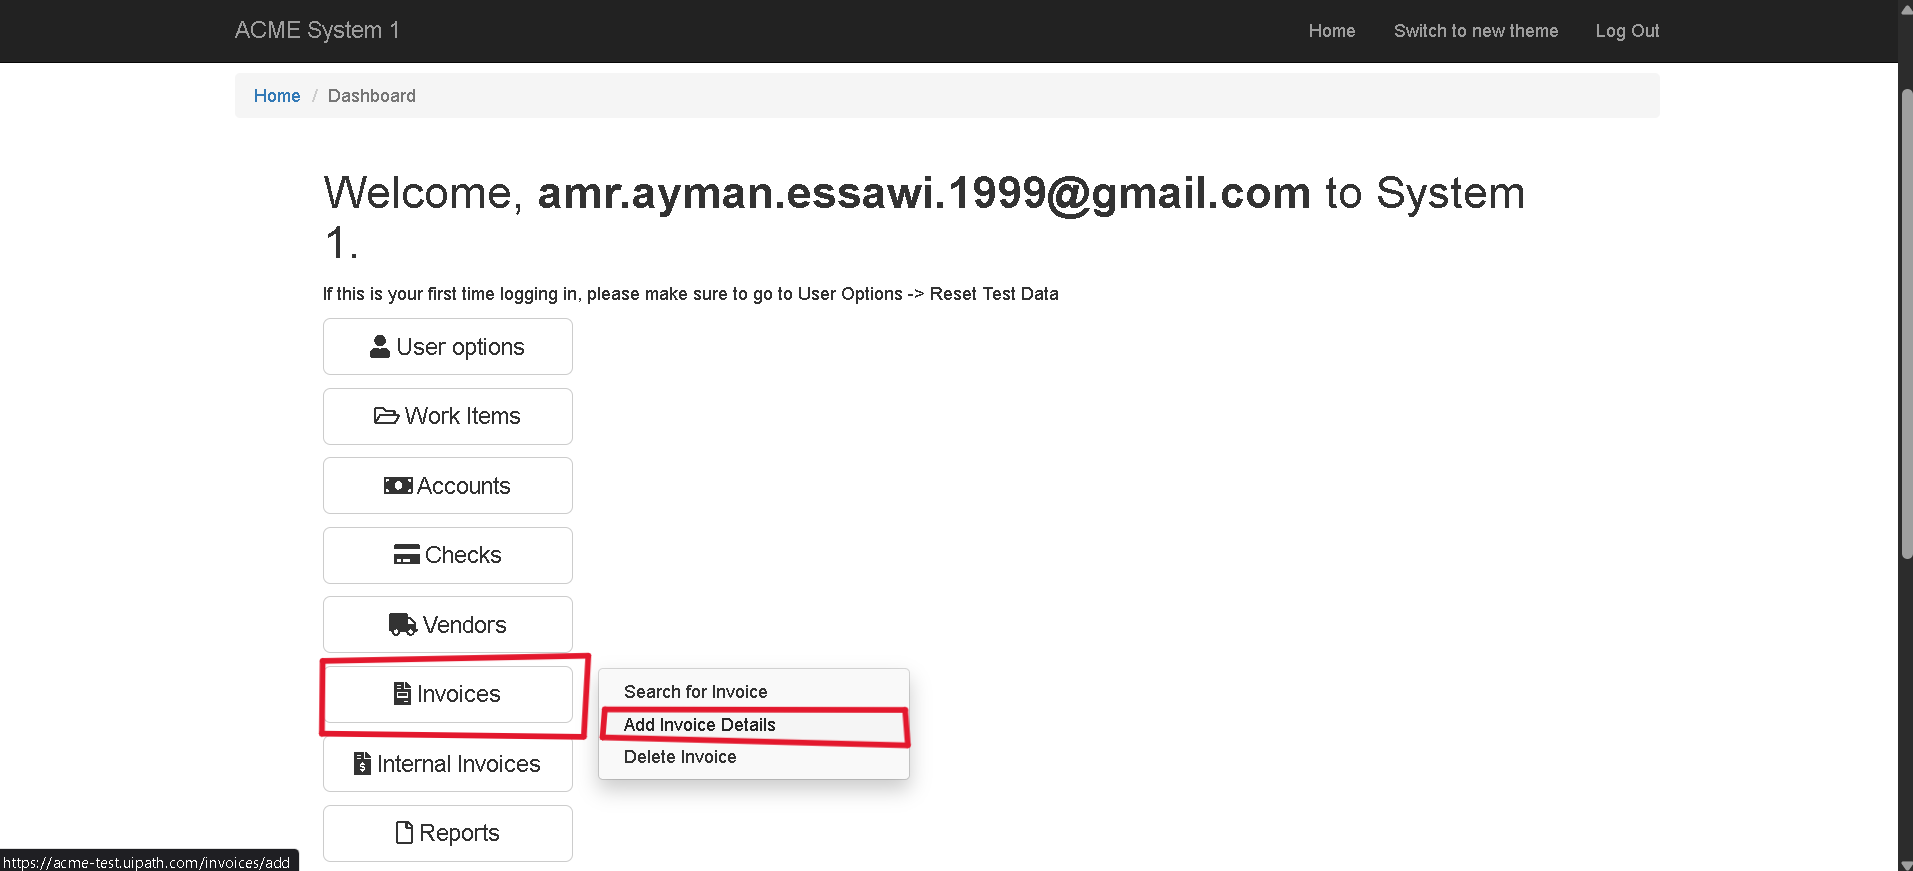 ACME System 1
Home Switch to new theme Log Out
Home / Dashboard
Welcome, amr.ayman.essawi.1999@gmail.com to System
1.
If this is your first time logging in, please make sure to go to User Options -> Reset Test Data
User options
Work Items
Accounts
Checks
Vendors
Invoices
Search for Invoice
Add Invoice Details
Delete Invoice
Internal Invoices
Reports
https://acme-test.uipath.com/invoices/add